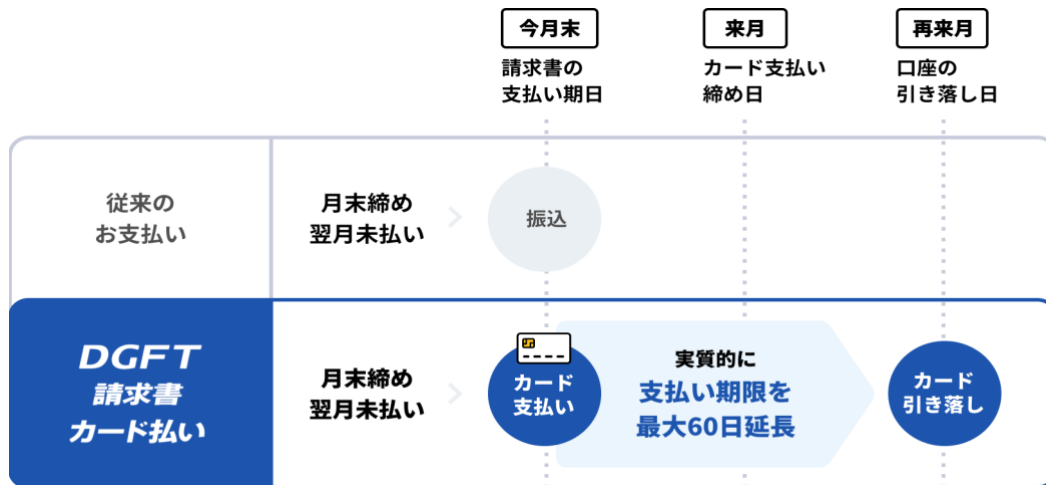 今月末
請求書の
支払い期日
来月
カード支払い
締め日
再来月
口座の
引き落し日
従来の
お支払い
月末締め
翌月未払い
振込
DGFT
請求書
カード払い
月末締め
翌月未払い
カード
支払い
実質的に
支払い期限を
最大60日延長
カード
引き落し